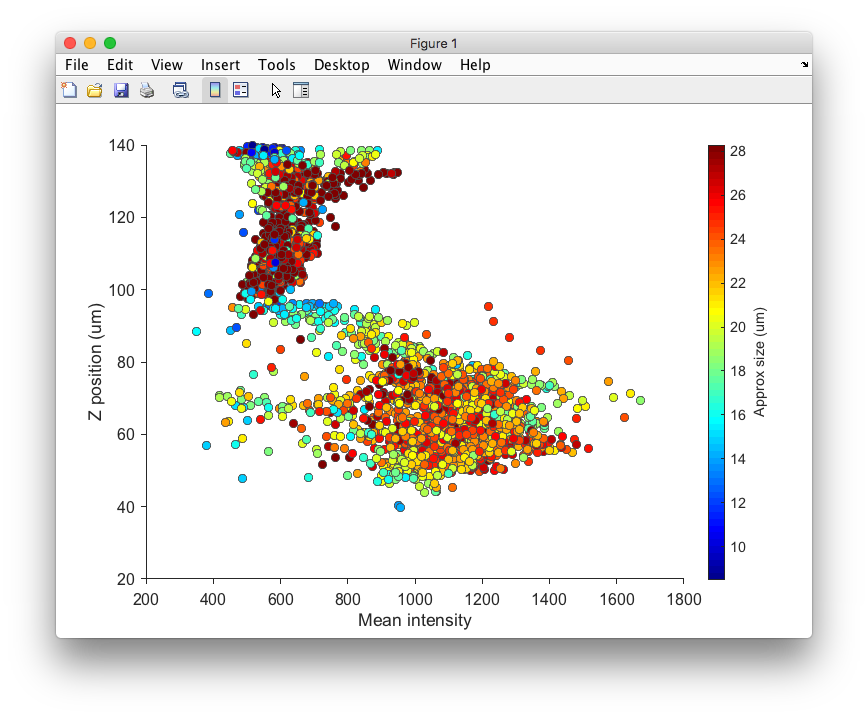 Figure 1
File Edit View Insert Tools Desktop Window Help
140
120
100
80
60
40
20
Z position (um)
200 400 600 800 1000 1200 1400 1600 1800
Mean intensity
28
26
24
22
20
18
16
14
12
10
Approx size (um)